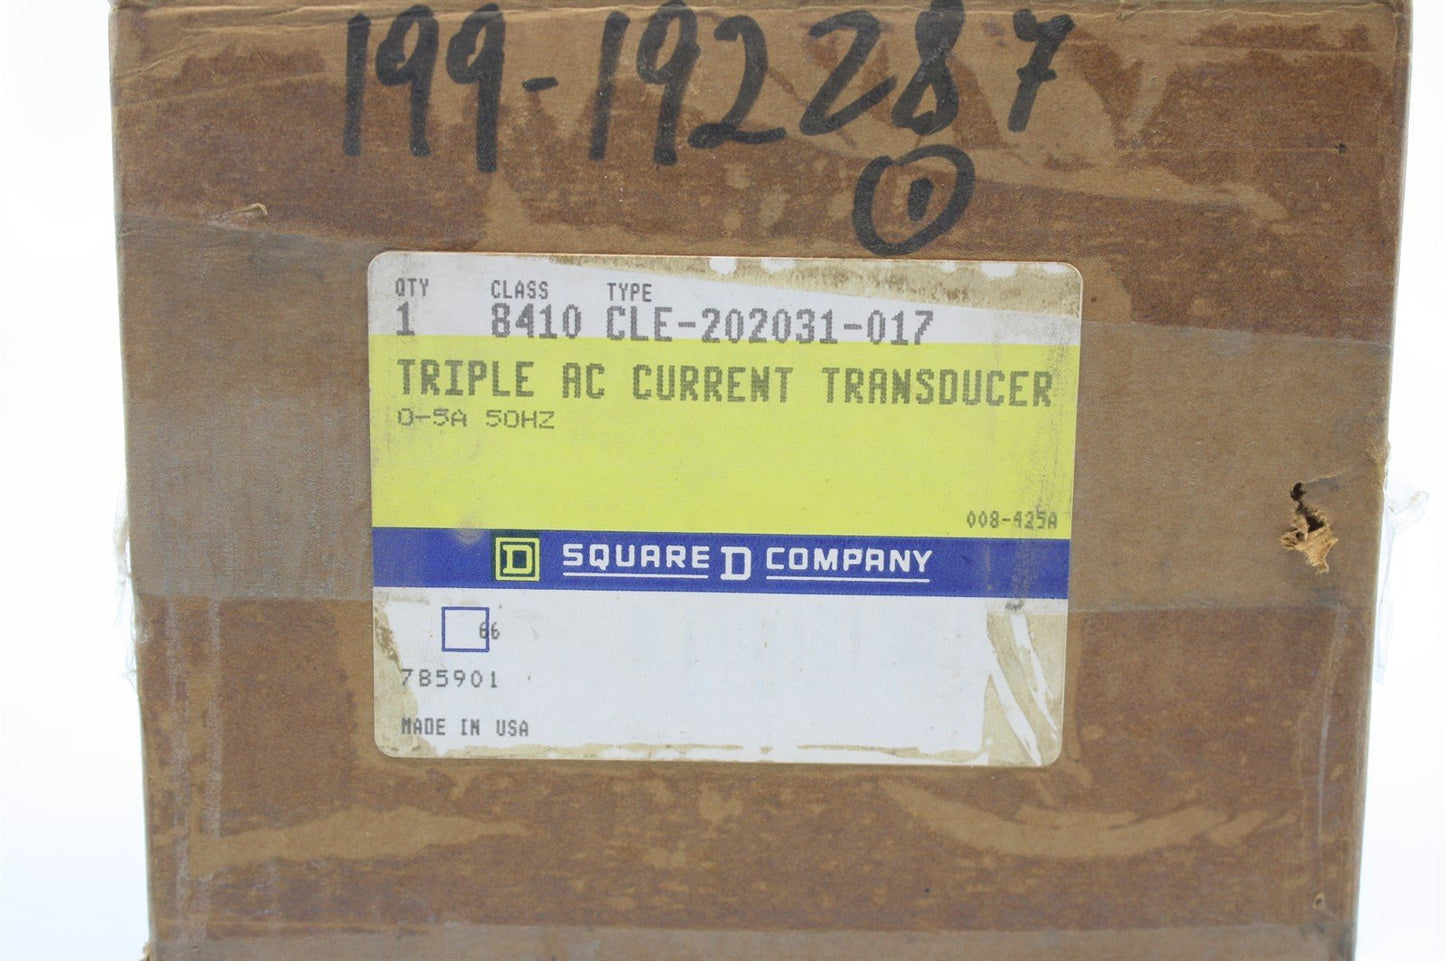 199-192287
1
QTY CLASS TYPE
1 8410 CLE-202031-017
TRIPLE AC CURRENT TRANSDUCER
0-5A 50HZ
008-425A
D SQUARE D COMPANY
66
785901
MADE IN USA